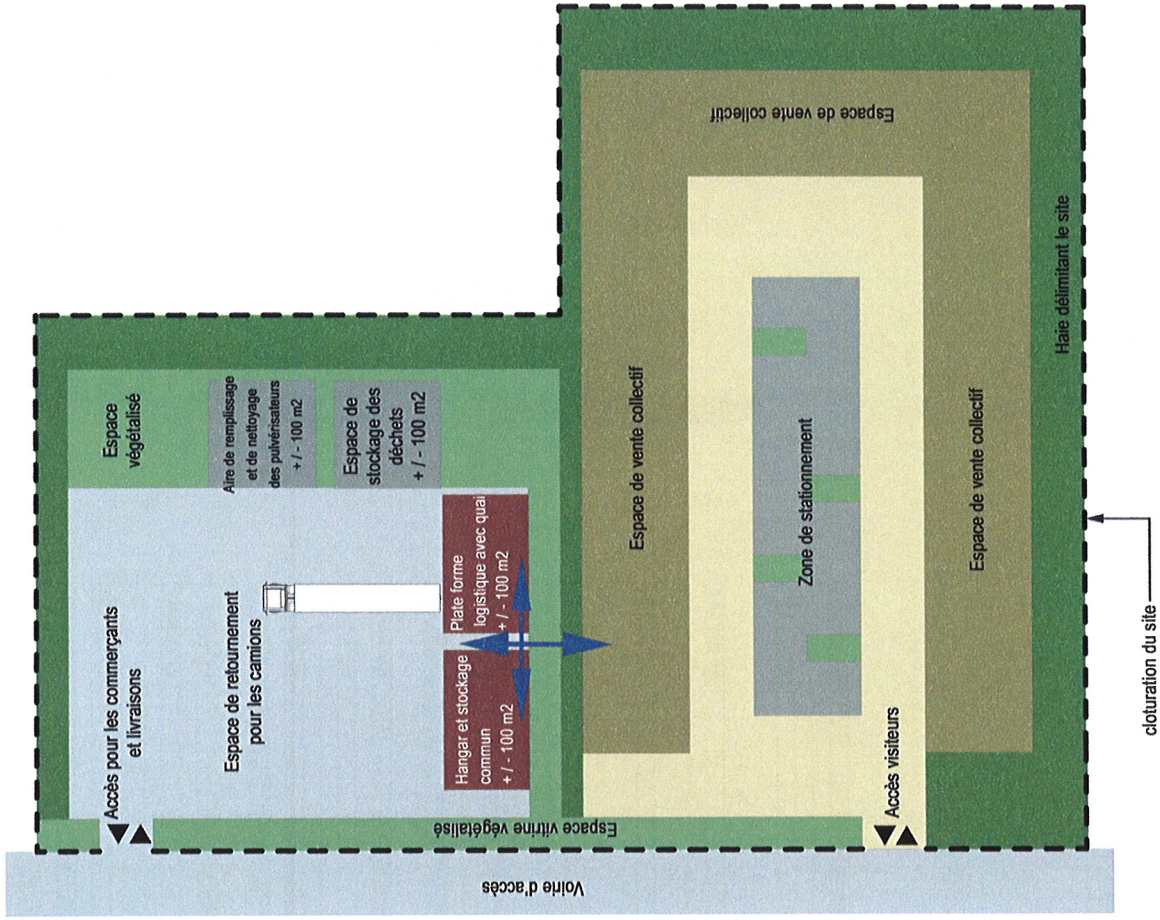 Espace de vente collectif
Espace
végétalisé
Aire de remplissage
et de nettoyage
des pulvérisateurs
+ / - 100 m2
Espace de
stockage des
déchets
+ / - 100 m2
Haie délimitant le site
Espace de vente collectif
Zone de stationnement
Espace de vente collectif
Plate forme
logistique avec quai
+ / - 100 m2
Accès pour les commerçants
et livraisons
Espace de retournement
pour les camions
Hangar et stockage
commun
+ / - 100 m2
cloturation du site
Accès visiteurs
Espace vitrine végétalisé
Voirie d'accès